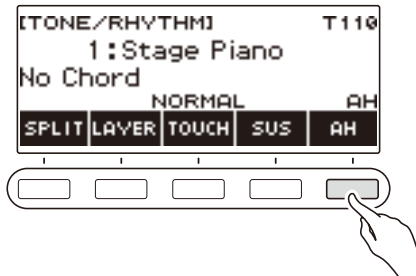 [TONE/RHYTHM] T110
1:Stage Piano
No Chord
NORMAL AH
SPLIT LAYER TOUCH SUS AH